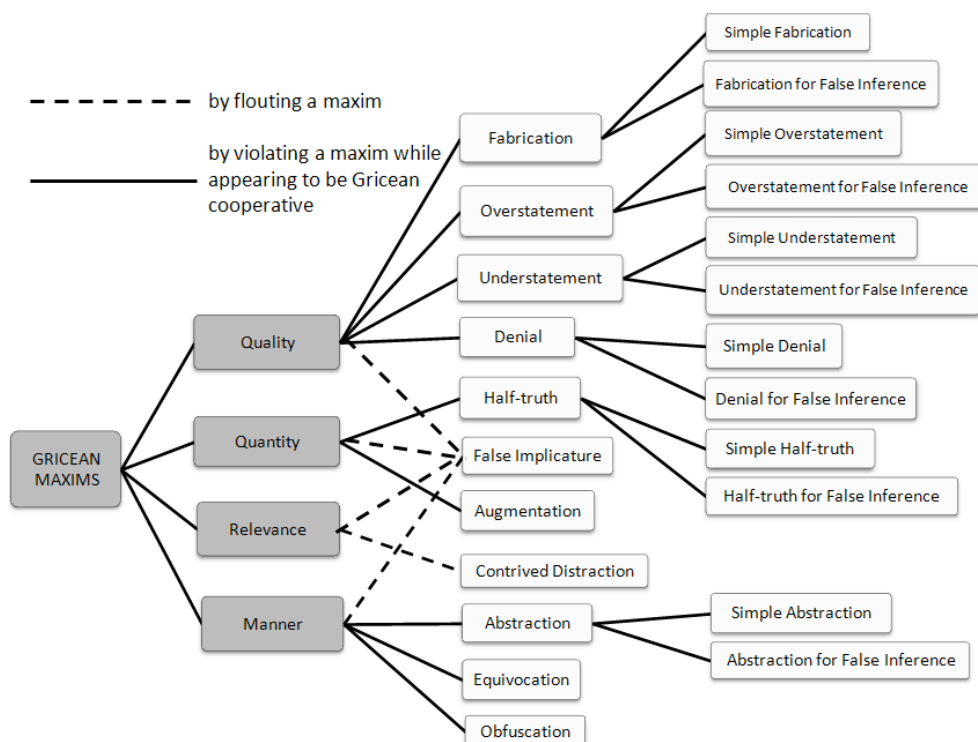 Simple Fabrication
by flouting a maxim
Fabrication for False Inference
Fabrication
Simple Overstatement
by violating a maxim while
appearing to be Gricean
cooperative
Overstatement for False Inference
Overstatement
Simple Understatement
Understatement
Understatement for False Inference
Quality
Denial
Simple Denial
Half-truth
Denial for False Inference
GRICEAN
MAXIMS
Quantity
False Implicature
Simple Half-truth
Half-truth for False Inference
Augmentation
Relevance
Contrived Distraction
Simple Abstraction
Manner
Abstraction
Abstraction for False Inference
Equivocation
Obfuscation